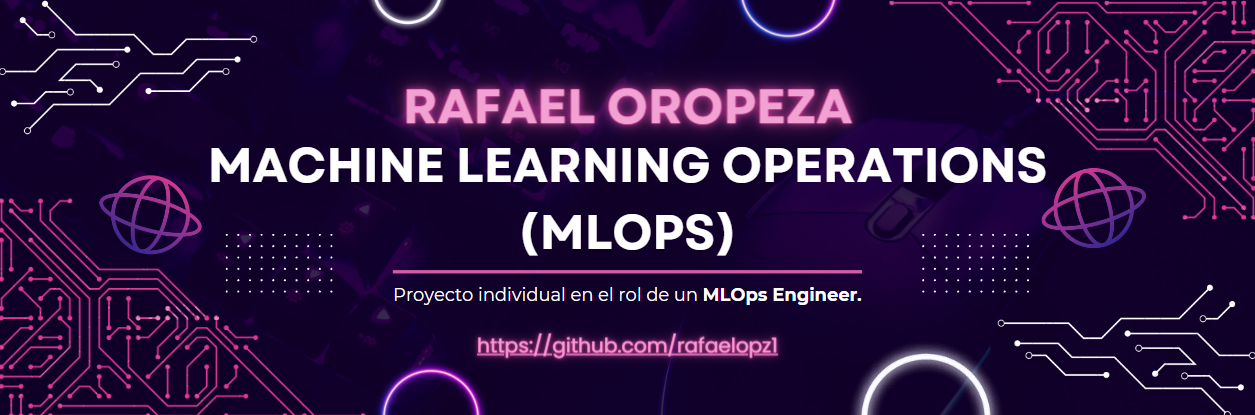 RAFAEL OROPEZA
MACHINE LEARNING OPERATIONS
(MLOPS)
Proyecto individual en el rol de un MLOps Engineer.
https://github.com/rafaelopz1